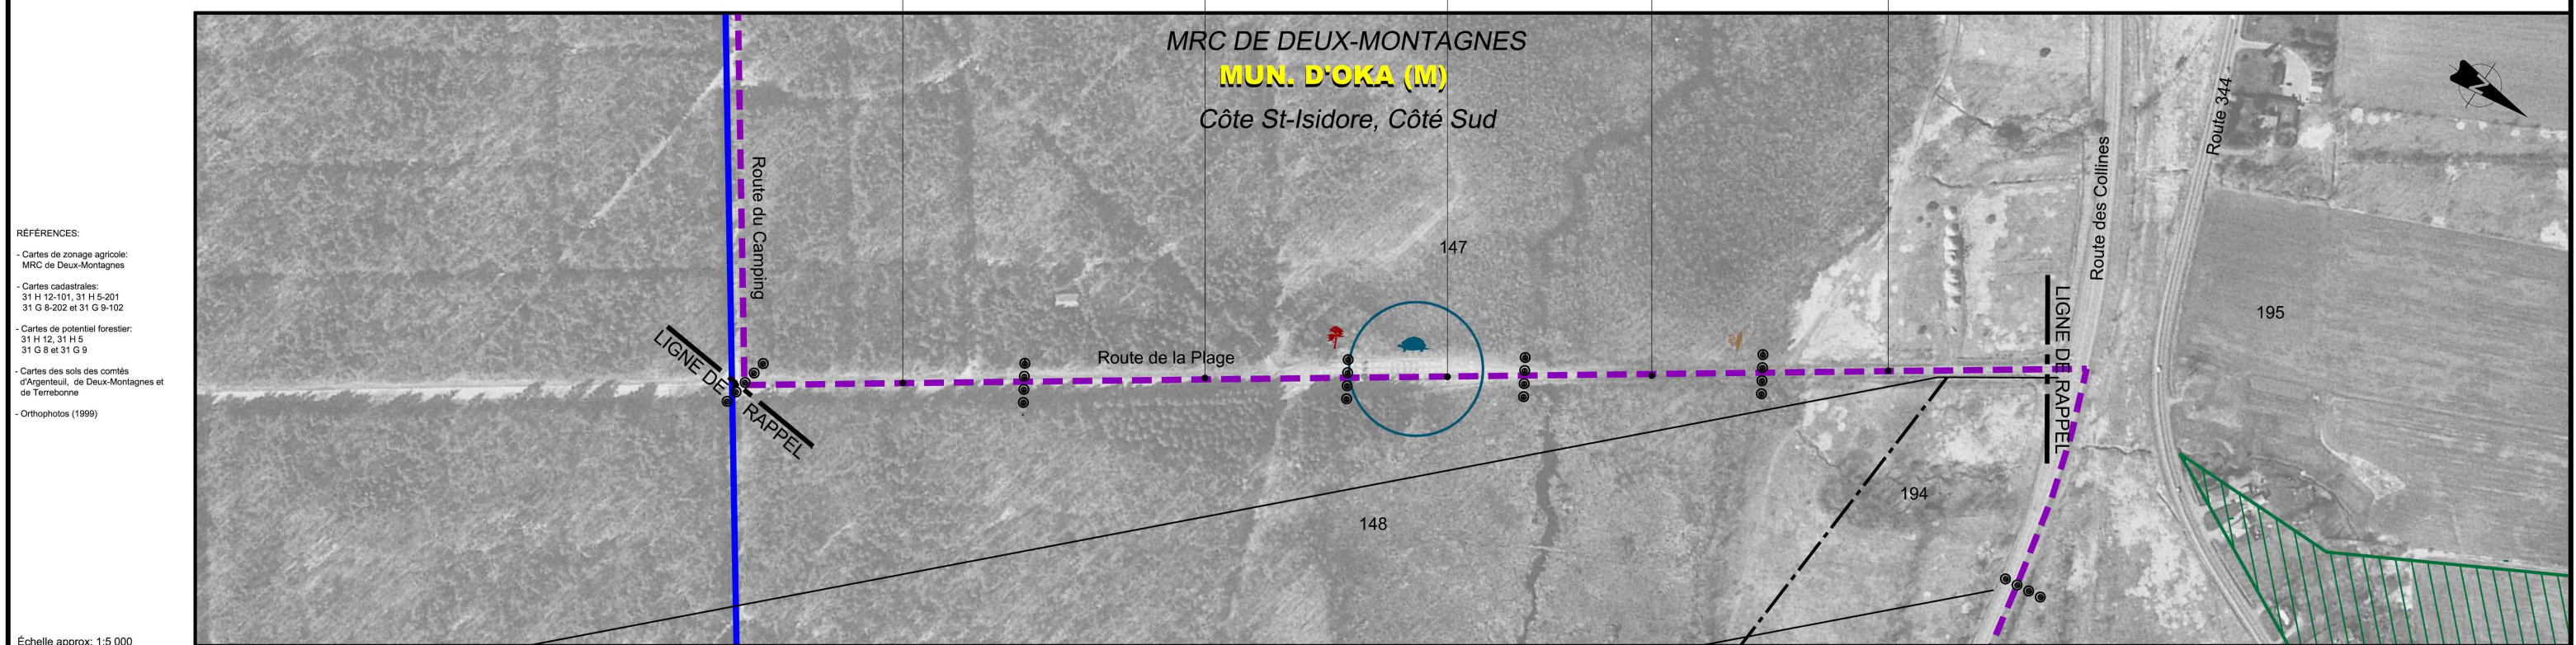 MRC DE DEUX-MONTAGNES
MUN. D'OKA (M)
Côte St-Isidore, Côté Sud
Route du Camping
147
Route de la Plage
LIGNE DE RAPPEL
148
194
LIGNE DE RAPPEL
Route des Collines
Route 344
195
RÉFÉRENCES:
- Cartes de zonage agricole:
MRC de Deux-Montagnes
- Cartes cadastrales:
31 H 12-101, 31 H 5-201
31 G 8-202 et 31 G 9-102
- Cartes de potentiel forestier:
31 H 12, 31 H 5
31 G 8 et 31 G 9
- Cartes des sols des comtés
d'Argenteuil, de Deux-Montagnes et
de Terrebonne
- Orthophotos (1999)
Échelle approx: 1:5 000